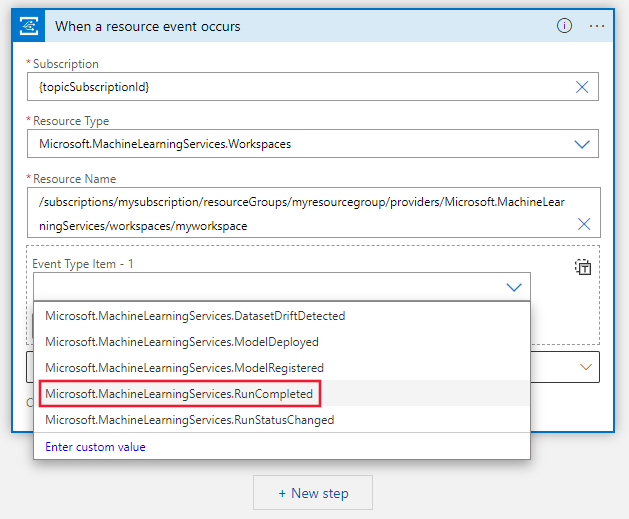 When a resource event occurs
* Subscription
{topicSubscriptionId}
* Resource Type
Microsoft.MachineLearningServices.Workspaces
* Resource Name
/subscriptions/mysubscription/resourceGroups/myresourcegroup/providers/Microsoft.MachineLear
ningServices/workspaces/myworkspace
Event Type Item - 1
Microsoft.MachineLearningServices.DatasetDriftDetected
Microsoft.MachineLearningServices.ModelDeployed
Microsoft.MachineLearningServices.ModelRegistered
Microsoft.MachineLearningServices.RunCompleted
Microsoft.MachineLearningServices.RunStatusChanged
Enter custom value
+ New step